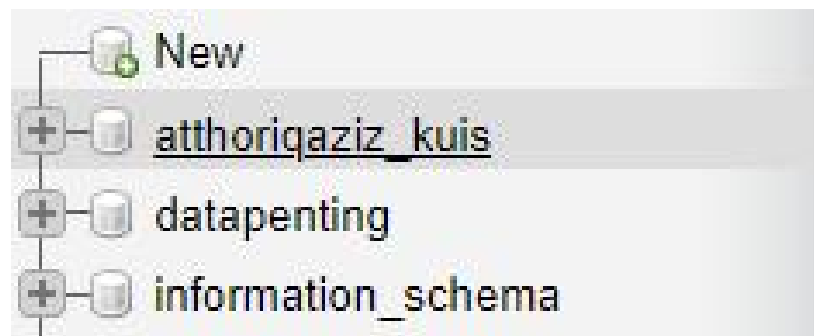 New
atthoriqaziz_kuis
datapenting
information_schema